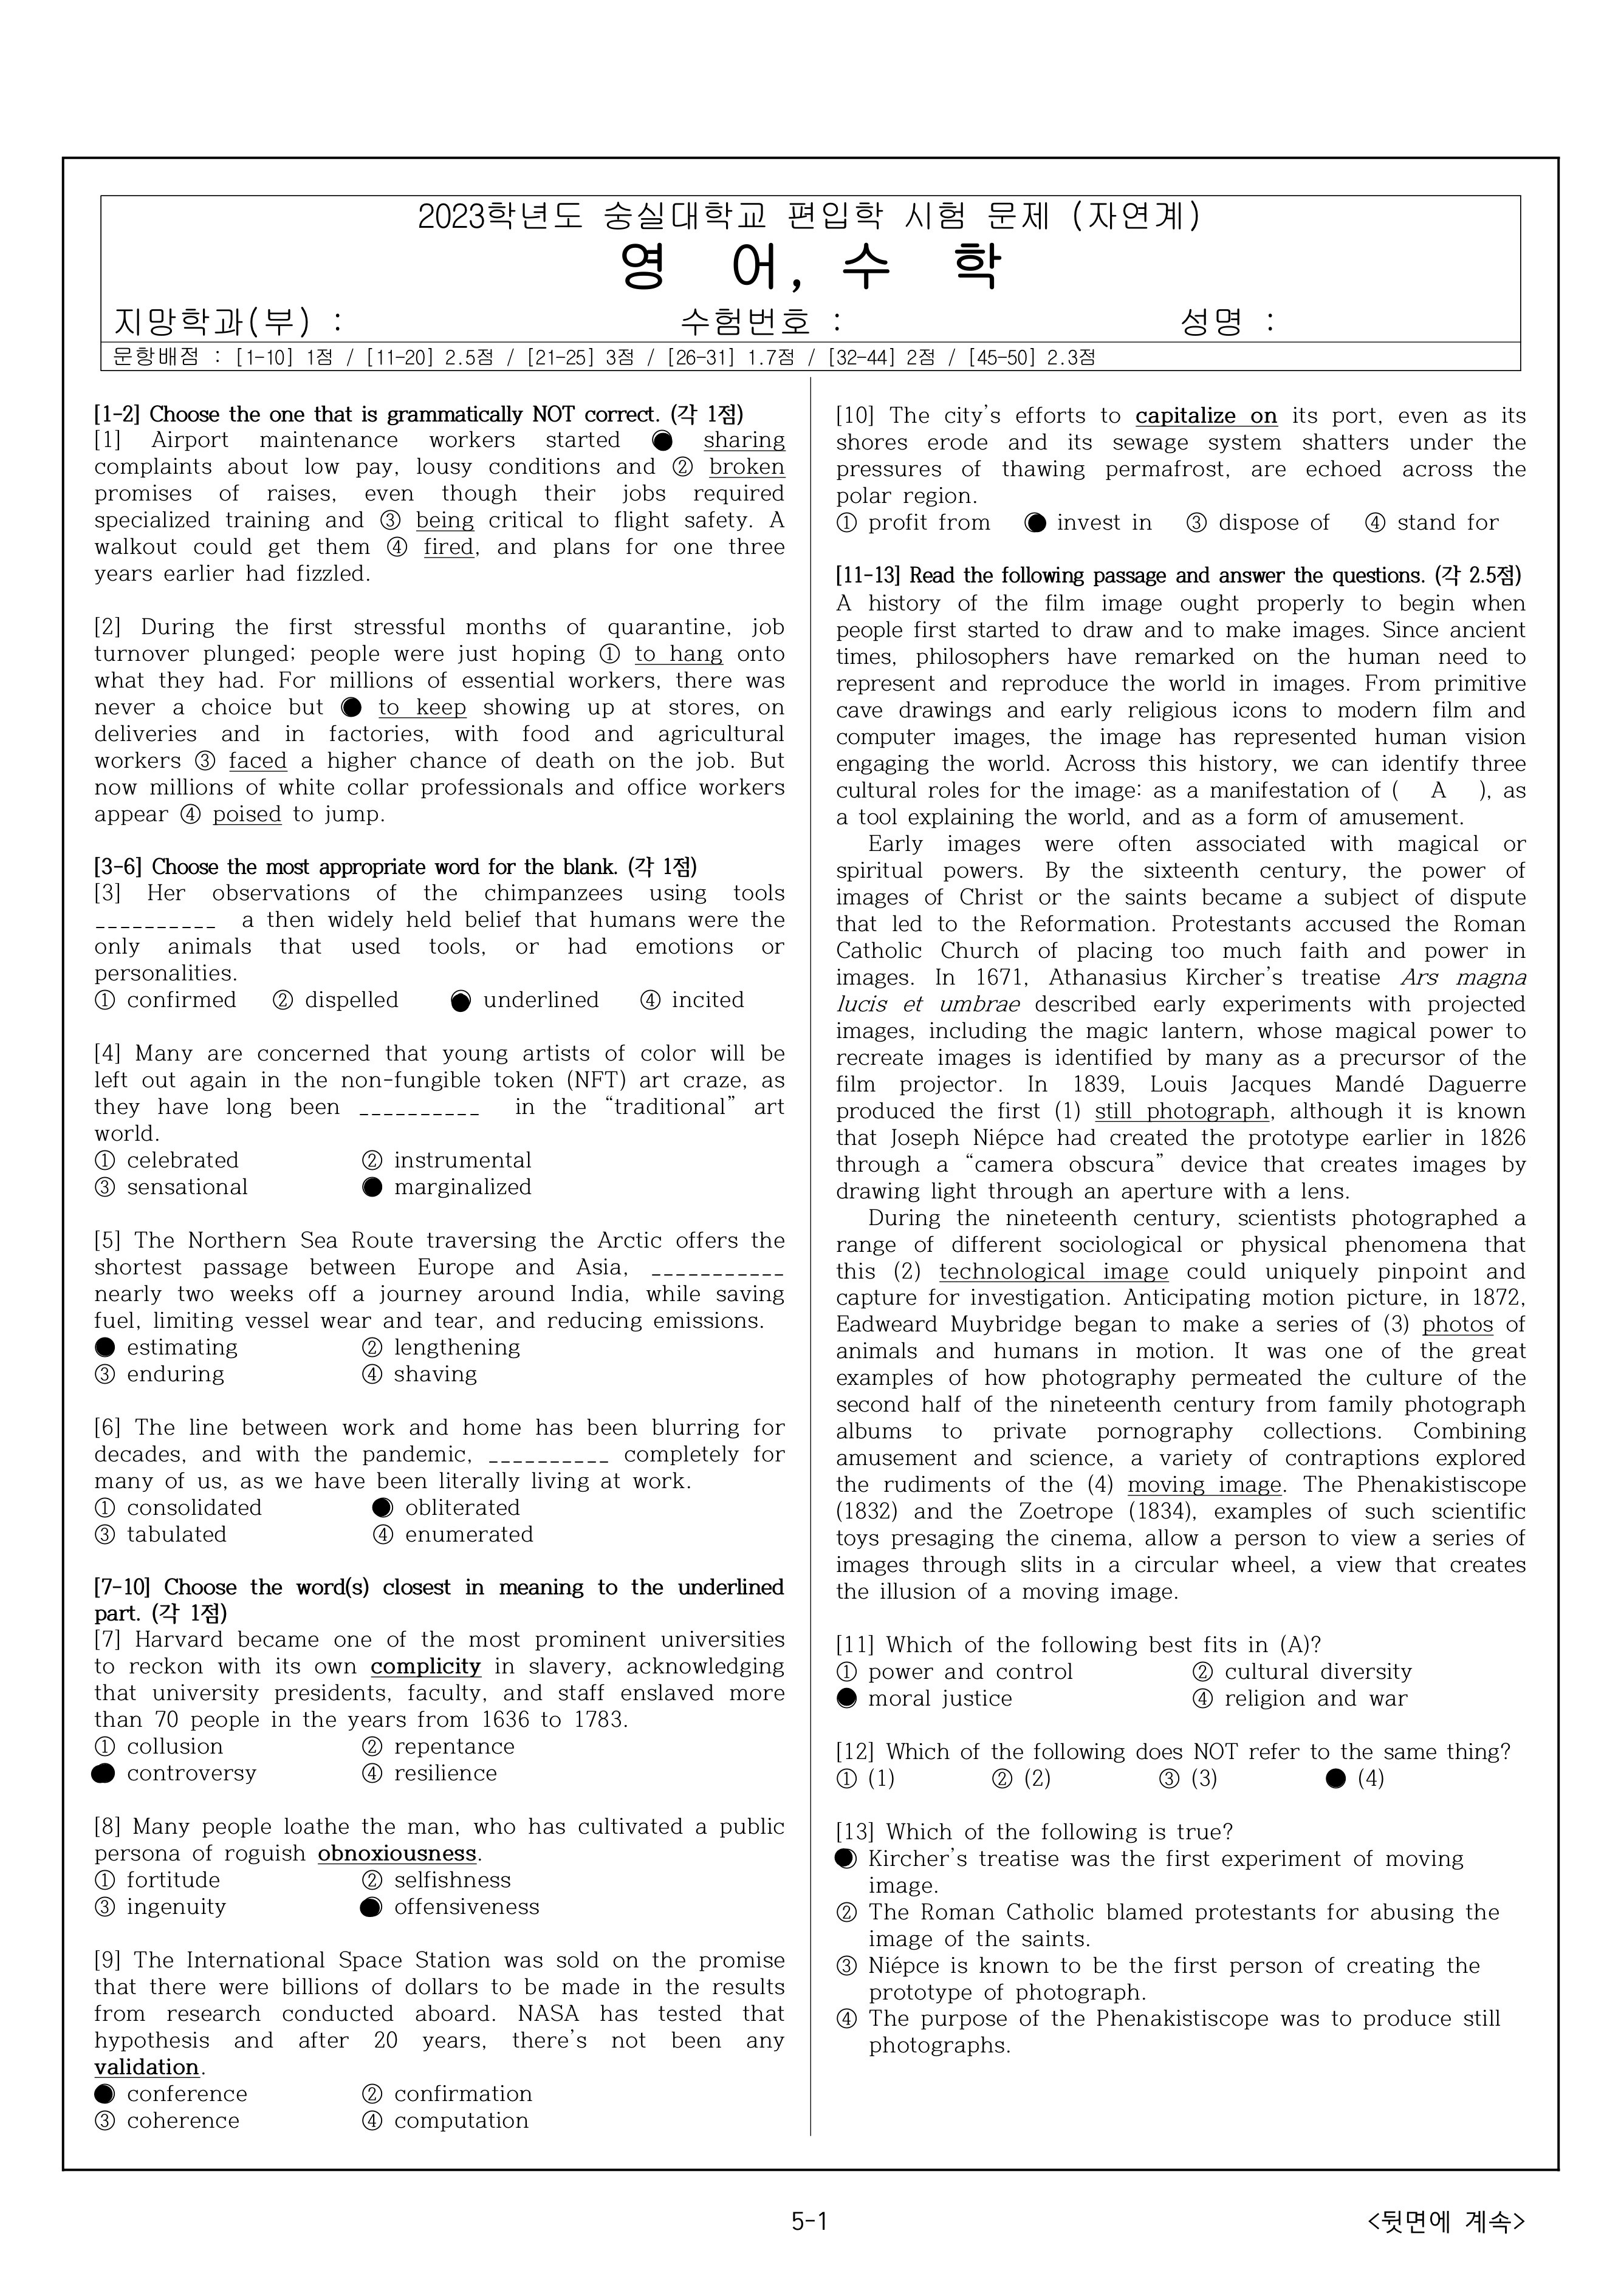 2023학년도 숭실대학교 편입학 시험 문제 (자연계)
영 어, 수 학
지망학과(부) : 수험번호 : 성명 :
문항배점 : [1-10] 1점 / [11-20] 2.5점 / [21-25] 3점 / [26-31] 1.7점 / [32-44] 2점 / [45-50] 2.3점
[1-2] Choose the one that is grammatically NOT correct. (각 1점)
[1] Airport maintenance workers started ● sharing
complaints about low pay, lousy conditions and ② broken
promises of raises, even though their jobs required
specialized training and ③ being critical to flight safety. A
walkout could get them ④ fired, and plans for one three
years earlier had fizzled.
[2] During the first stressful months of quarantine, job
turnover plunged; people were just hoping ① to hang onto
what they had. For millions of essential workers, there was
never a choice but ● to keep showing up at stores, on
deliveries and in factories, with food and agricultural
workers ③ faced a higher chance of death on the job. But
now millions of white collar professionals and office workers
appear ④ poised to jump.
[3-6] Choose the most appropriate word for the blank. (각 1점)
[3] Her observations of the chimpanzees using tools
__________ a then widely held belief that humans were the
only animals that used tools, or had emotions or
personalities.
① confirmed ② dispelled ● underlined ④ incited
[4] Many are concerned that young artists of color will be
left out again in the non-fungible token (NFT) art craze, as
they have long been __________ in the “traditional” art
world.
① celebrated ② instrumental
③ sensational ● marginalized
[5] The Northern Sea Route traversing the Arctic offers the
shortest passage between Europe and Asia, ___________
nearly two weeks off a journey around India, while saving
fuel, limiting vessel wear and tear, and reducing emissions.
● estimating ② lengthening
③ enduring ④ shaving
[6] The line between work and home has been blurring for
decades, and with the pandemic, __________ completely for
many of us, as we have been literally living at work.
① consolidated ● obliterated
③ tabulated ④ enumerated
[7-10] Choose the word(s) closest in meaning to the underlined
part. (각 1점)
[7] Harvard became one of the most prominent universities
to reckon with its own complicity in slavery, acknowledging
that university presidents, faculty, and staff enslaved more
than 70 people in the years from 1636 to 1783.
① collusion ② repentance
● controversy ④ resilience
[8] Many people loathe the man, who has cultivated a public
persona of roguish obnoxiousness.
① fortitude ② selfishness
③ ingenuity ● offensiveness
[9] The International Space Station was sold on the promise
that there were billions of dollars to be made in the results
from research conducted aboard. NASA has tested that
hypothesis and after 20 years, there’s not been any
validation.
● conference ② confirmation
③ coherence ④ computation
[10] The city’s efforts to capitalize on its port, even as its
shores erode and its sewage system shatters under the
pressures of thawing permafrost, are echoed across the
polar region.
① profit from ● invest in ③ dispose of ④ stand for
[11-13] Read the following passage and answer the questions. (각 2.5점)
A history of the film image ought properly to begin when
people first started to draw and to make images. Since ancient
times, philosophers have remarked on the human need to
represent and reproduce the world in images. From primitive
cave drawings and early religious icons to modern film and
computer images, the image has represented human vision
engaging the world. Across this history, we can identify three
cultural roles for the image: as a manifestation of ( A ), as
a tool explaining the world, and as a form of amusement.
Early images were often associated with magical or
spiritual powers. By the sixteenth century, the power of
images of Christ or the saints became a subject of dispute
that led to the Reformation. Protestants accused the Roman
Catholic Church of placing too much faith and power in
images. In 1671, Athanasius Kircher’s treatise Ars magna
lucis et umbrae described early experiments with projected
images, including the magic lantern, whose magical power to
recreate images is identified by many as a precursor of the
film projector. In 1839, Louis Jacques Mandé Daguerre
produced the first (1) still photograph, although it is known
that Joseph Niépce had created the prototype earlier in 1826
through a “camera obscura” device that creates images by
drawing light through an aperture with a lens.
During the nineteenth century, scientists photographed a
range of different sociological or physical phenomena that
this (2) technological image could uniquely pinpoint and
capture for investigation. Anticipating motion picture, in 1872,
Eadweard Muybridge began to make a series of (3) photos of
animals and humans in motion. It was one of the great
examples of how photography permeated the culture of the
second half of the nineteenth century from family photograph
albums to private pornography collections. Combining
amusement and science, a variety of contraptions explored
the rudiments of the (4) moving image. The Phenakistiscope
(1832) and the Zoetrope (1834), examples of such scientific
toys presaging the cinema, allow a person to view a series of
images through slits in a circular wheel, a view that creates
the illusion of a moving image.
[11] Which of the following best fits in (A)?
① power and control ② cultural diversity
● moral justice ④ religion and war
[12] Which of the following does NOT refer to the same thing?
① (1) ② (2) ③ (3) ● (4)
[13] Which of the following is true?
● Kircher’s treatise was the first experiment of moving
image.
② The Roman Catholic blamed protestants for abusing the
image of the saints.
③ Niépce is known to be the first person of creating the
prototype of photograph.
④ The purpose of the Phenakistiscope was to produce still
photographs.
5-1
<뒷면에 계속>